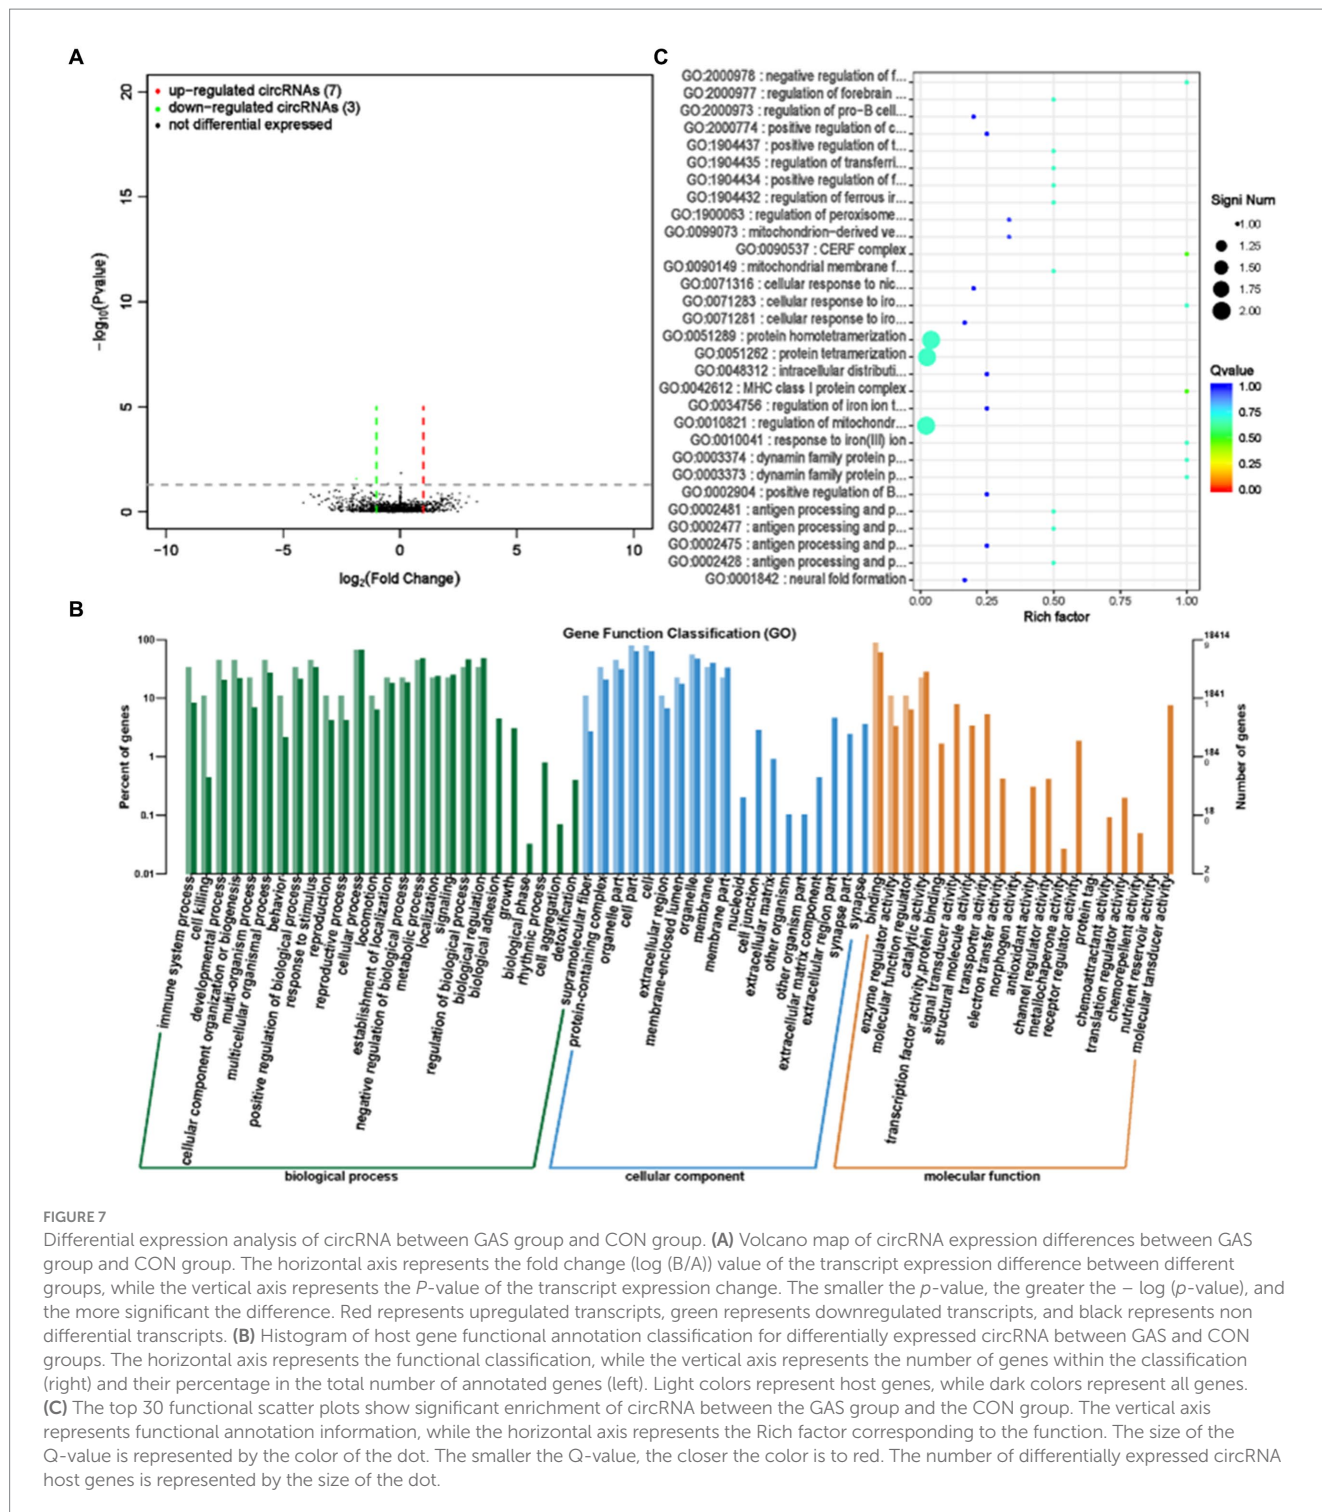 A
up-regulated circRNAs (7)
down-regulated circRNAs (3)
not differential expressed
20
15
10
5
0
-log10(Pvalue)
-10 -5 0 5 10
log2(Fold Change)
C
GO:2000978 : negative regulation of f...
GO:2000977 : regulation of forebrain ...
GO:2000973 : regulation of pro-B cell...
GO:2000774 : positive regulation of c...
GO:1904437 : positive regulation of t...
GO:1904435 : regulation of transferri...
GO:1904434 : positive regulation of f...
GO:1904432 : regulation of ferrous ir...
GO:1900063 : regulation of peroxisome...
GO:0099073 : mitochondrion-derived ve...
GO:0090537 : CERF complex
GO:0090149 : mitochondrial membrane f...
GO:0071316 : cellular response to nic...
GO:0071283 : cellular response to iro...
GO:0071281 : cellular response to iro...
GO:0051289 : protein homotetramerization
GO:0051262 : protein tetramerization
GO:0048312 : intracellular distributi...
GO:0042612 : MHC class I protein complex
GO:0034756 : regulation of iron ion t...
GO:0010821 : regulation of mitochondr...
GO:0010041 : response to iron(III) ion
GO:0003374 : dynamin family protein p...
GO:0003373 : dynamin family protein p...
GO:0002904 : positive regulation of B...
GO:0002481 : antigen processing and p...
GO:0002477 : antigen processing and p...
GO:0002475 : antigen processing and p...
GO:0002428 : antigen processing and p...
GO:0001842 : neural fold formation
0.00 0.25 0.50 0.75 1.00
Rich factor
Signi Num
1.00
1.25
1.50
1.75
2.00
Qvalue
1.00
0.75
0.50
0.25
0.00
B
Gene Function Classification (GO)
100
10
1
0.1
0.01
Percent of genes
18414
9
1841
1
184
0
18
0
2
0
Number of genes
immune system process
cell killing
cellular component organization or biogenesis
developmental process
multi-organism process
multicellular organismal process
behavior
positive regulation of biological process
response to stimulus
reproduction
reproductive process
cellular process
locomotion
establishment of localization
negative regulation of biological process
metabolic process
localization
signaling
regulation of biological process
biological regulation
biological adhesion
growth
biological phase
rhythmic process
cell aggregation
detoxification
supramolecular fiber
protein-containing complex
organelle part
cell part
cell
extracellular region
membrane-enclosed lumen
organelle
membrane
membrane part
nucleoid
cell junction
extracellular matrix
other organism
other organism part
extracellular matrix component
extracellular region part
synapse part
synapse
binding
enzyme regulator activity
molecular function regulator
catalytic activity
transcription factor activity,protein binding
signal transducer activity
structural molecule activity
transporter activity
electron transfer activity
morphogen activity
antioxidant activity
channel regulator activity
metallochaperone activity
receptor regulator activity
protein tag
chemoattractant activity
translation regulator activity
chemorepellent activity
nutrient reservoir activity
molecular tansducer activity
biological process
cellular component
molecular function
FIGURE 7
Differential expression analysis of circRNA between GAS group and CON group. (A) Volcano map of circRNA expression differences between GAS
group and CON group. The horizontal axis represents the fold change (log (B/A)) value of the transcript expression difference between different
groups, while the vertical axis represents the P-value of the transcript expression change. The smaller the p-value, the greater the – log (p-value), and
the more significant the difference. Red represents upregulated transcripts, green represents downregulated transcripts, and black represents non
differential transcripts. (B) Histogram of host gene functional annotation classification for differentially expressed circRNA between GAS and CON
groups. The horizontal axis represents the functional classification, while the vertical axis represents the number of genes within the classification
(right) and their percentage in the total number of annotated genes (left). Light colors represent host genes, while dark colors represent all genes.
(C) The top 30 functional scatter plots show significant enrichment of circRNA between the GAS group and the CON group. The vertical axis
represents functional annotation information, while the horizontal axis represents the Rich factor corresponding to the function. The size of the
Q-value is represented by the color of the dot. The smaller the Q-value, the closer the color is to red. The number of differentially expressed circRNA
host genes is represented by the size of the dot.